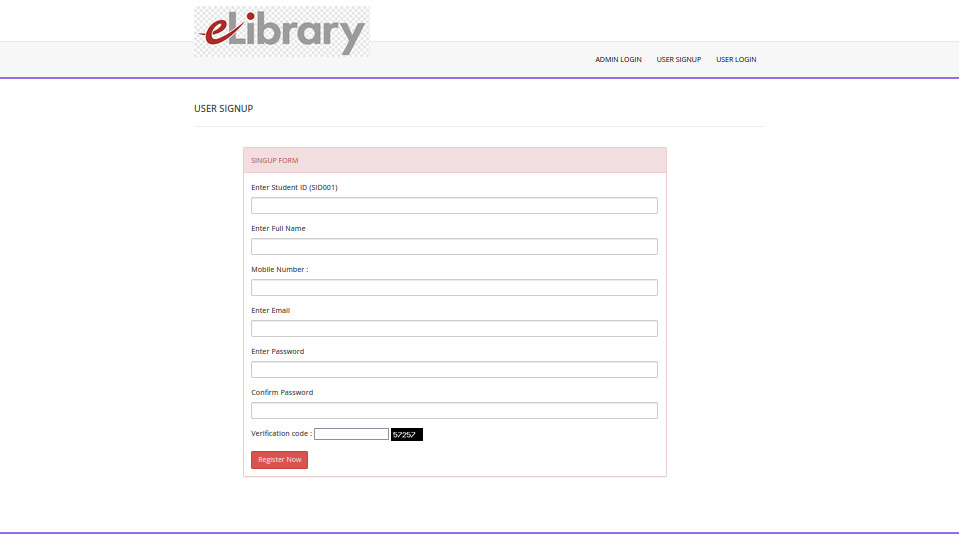 eLibrary
ADMIN LOGIN USER SIGNUP USER LOGIN
USER SIGNUP
SINGUP FORM
Enter Student ID (SID001)
Enter Full Name
Mobile Number :
Enter Email
Enter Password
Confirm Password
Verification code : 57257
Register Now